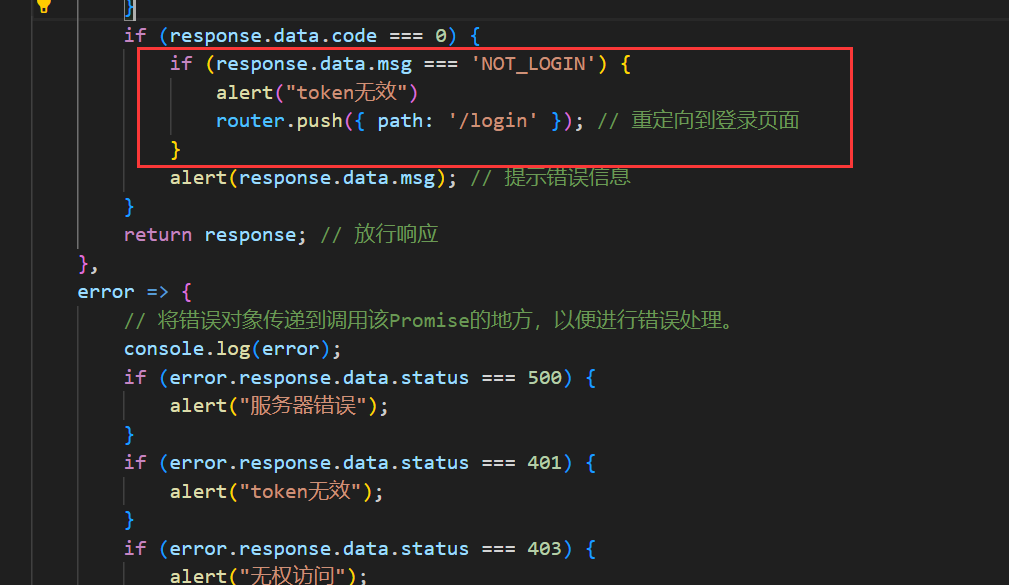 }
if (response.data.code === 0) {
if (response.data.msg === 'NOT_LOGIN') {
alert("token无效")
router.push({ path: '/login' }); // 重定向到登录页面
}
alert(response.data.msg); // 提示错误信息
}
return response; // 放行响应
},
error => {
// 将错误对象传递到调用该Promise的地方，以便进行错误处理。
console.log(error);
if (error.response.data.status === 500) {
alert("服务器错误");
}
if (error.response.data.status === 401) {
alert("token无效");
}
if (error.response.data.status === 403) {
alert("无权访问");